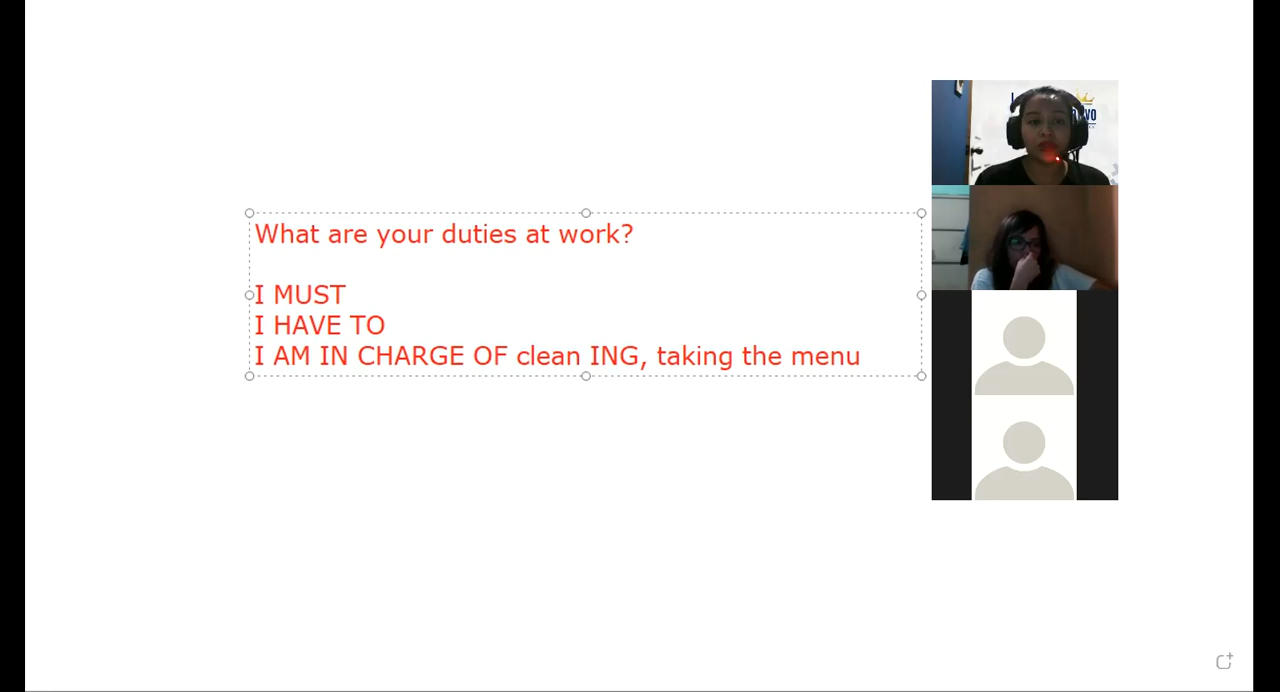 What are your duties at work?
I MUST
I HAVE TO
I AM IN CHARGE OF clean ING, taking the menu